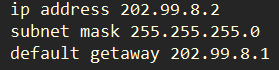 ip address 202.99.8.2
subnet mask 255.255.255.0
default getaway 202.99.8.1